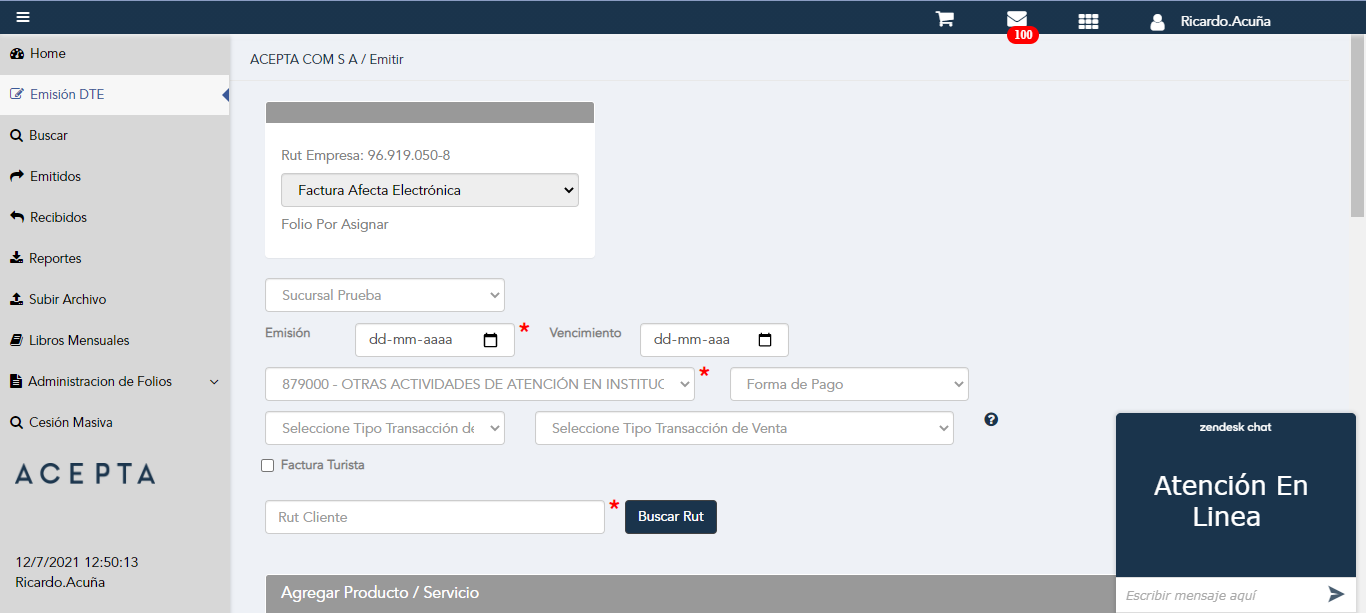 Ricardo.Acuña
100
Home
Emisión DTE
Buscar
Emitidos
Recibidos
Reportes
Subir Archivo
Libros Mensuales
Administracion de Folios
Cesión Masiva
ACEPTA
12/7/2021 12:50:13
Ricardo.Acuña
ACEPTA COM S A / Emitir
Rut Empresa: 96.919.050-8
Factura Afecta Electrónica
Folio Por Asignar
Sucursal Prueba
Emisión dd-mm-aaaa * Vencimiento dd-mm-aaa
879000 - OTRAS ACTIVIDADES DE ATENCIÓN EN INSTITUC * Forma de Pago
Seleccione Tipo Transacción de Seleccione Tipo Transacción de Venta ?
Factura Turista
Rut Cliente * Buscar Rut
Agregar Producto / Servicio
zendesk chat
Atención En
Linea
Escribir mensaje aquí